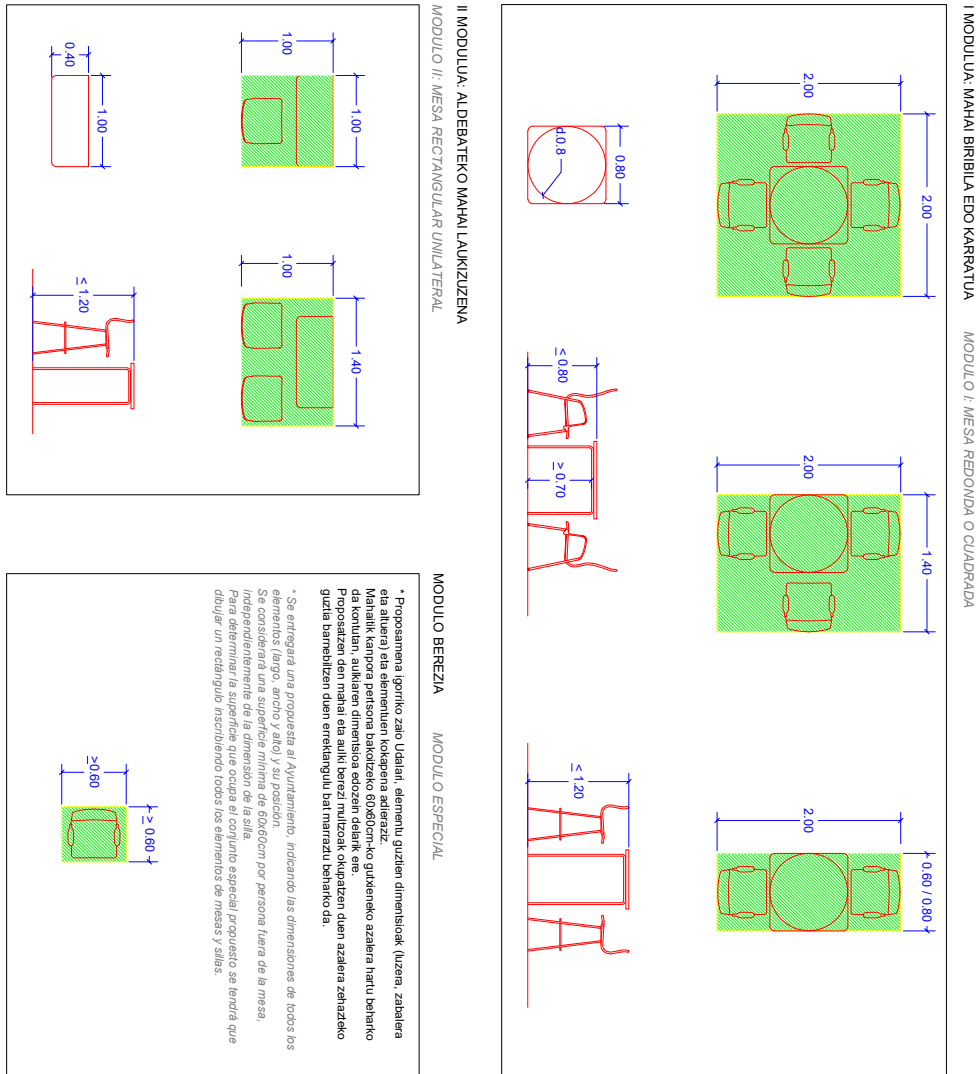 I MODULUA: MAHAI BIRIBILA EDO KARRATUA MODULO I: MESA REDONDA O CUADRADA
2.00
2.00
2.00
1.40
2.00
0.60 / 0.80
0.80
d.0.8
≤ 0.80
≥ 0.70
≤ 1.20
II MODULUA: ALDEBATEKO MAHAI LAUKIZUZENA
MODULO II: MESA RECTANGULAR UNILATERAL
1.00
1.00
1.00
1.40
0.40
1.00
≤ 1.20
MODULO BEREZIA MODULO ESPECIAL
* Proposamena igorriko zaio Udalari, elementu guztien dimentsioak (luzera, zabalera
eta altuera) eta elementuen kokapena adieraziz.
Mahaitik kanpora pertsona bakoitzeko 60x60cm-ko gutxieneko azalera hartu beharko
da kontutan, aulkiaren dimentsioa edozein delarik ere.
Proposatzen den mahai eta aulki berezi multzoak okupatzen duen azalera zehazteko
guztia barnebiltzen duen errektangulu bat marraztu beharko da.
* Se entregará una propuesta al Ayuntamiento, indicando las dimensiones de todos los
elementos (largo, ancho y alto) y su posición.
Se considerará una superficie mínima de 60x60cm por persona fuera de la mesa,
independientemente de la dimensión de la silla.
Para determinar la superficie que ocupa el conjunto especial propuesto se tendrá que
dibujar un rectángulo inscribiendo todos los elementos de mesas y sillas.
≥0.60
≥ 0.60